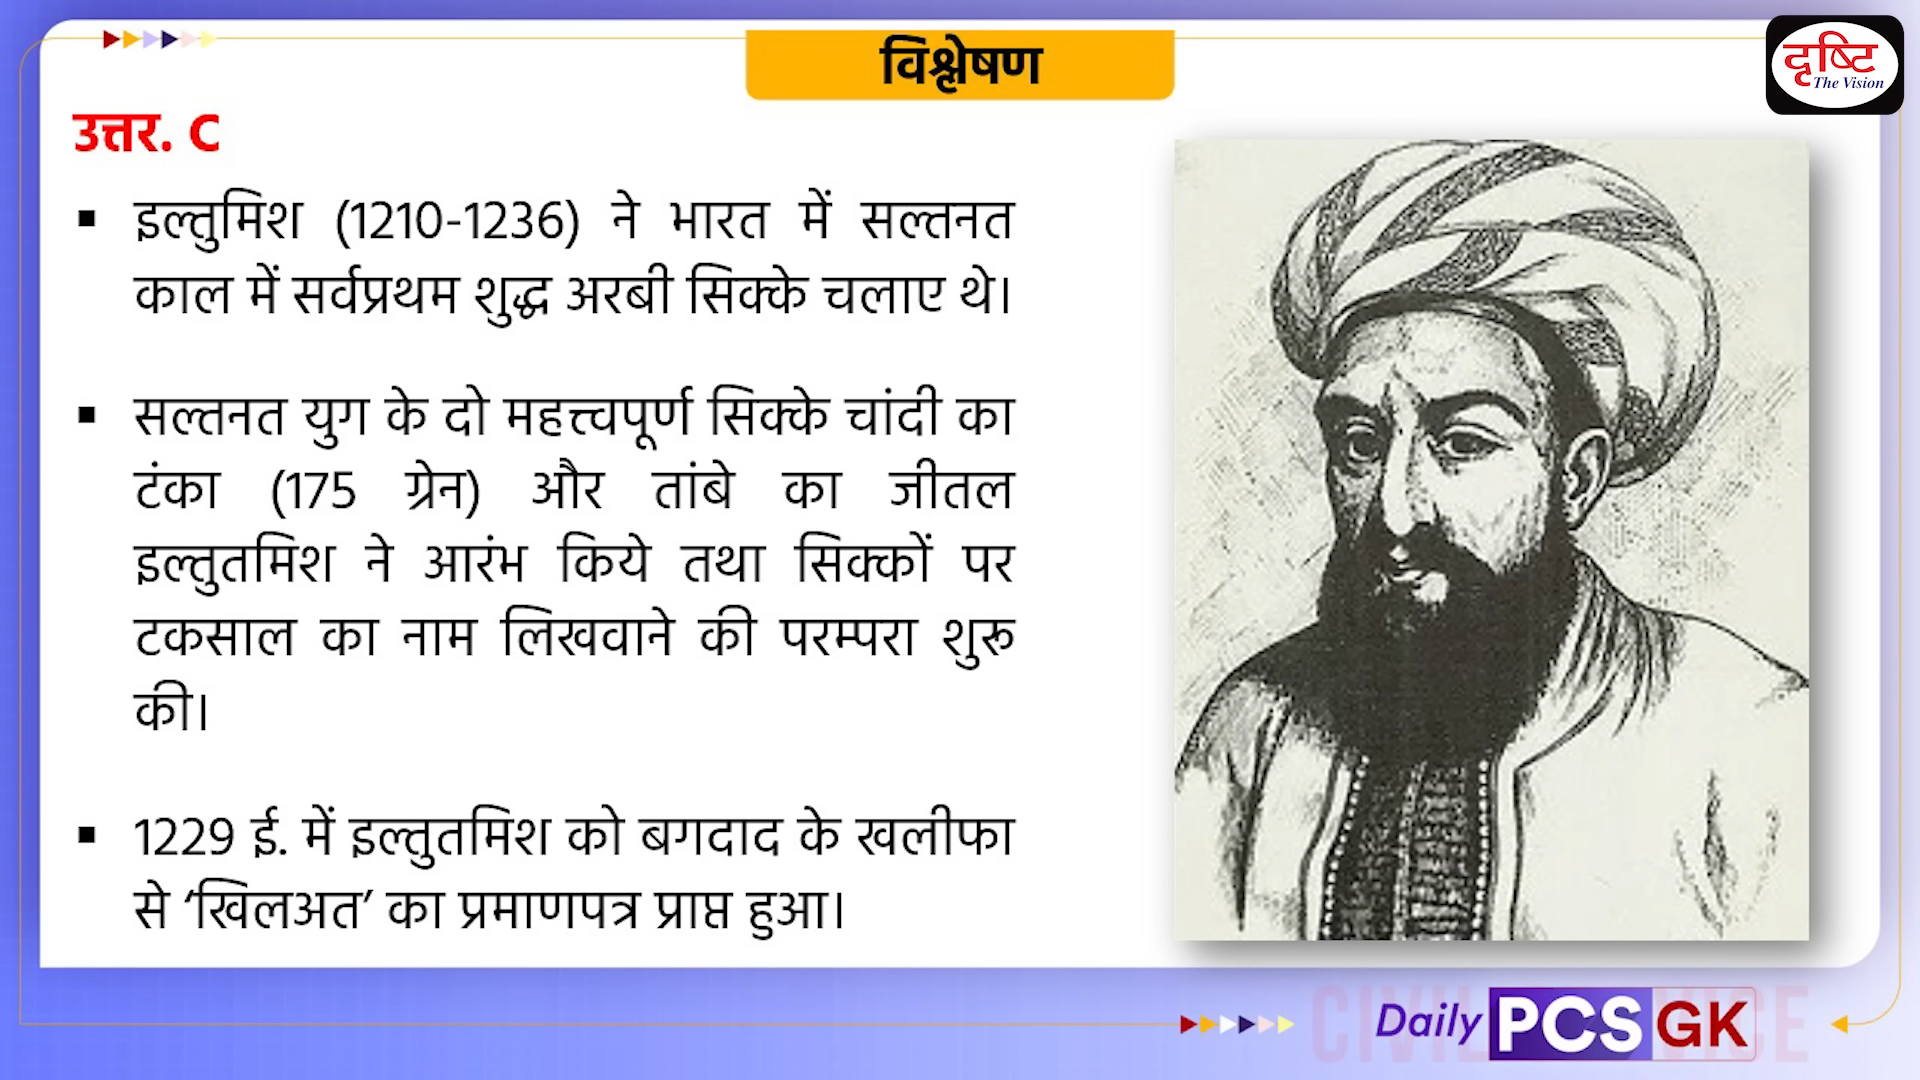 विश्लेषण
दृष्टि
The Vision
उत्तर. C
▪ इल्तुमिश (1210-1236) ने भारत में सल्तनत
काल में सर्वप्रथम शुद्ध अरबी सिक्के चलाए थे।
▪ सल्तनत युग के दो महत्त्वपूर्ण सिक्के चांदी का
टंका (175 ग्रेन) और तांबे का जीतल
इल्तुतमिश ने आरंभ किये तथा सिक्कों पर
टकसाल का नाम लिखवाने की परम्परा शुरू
की।
▪ 1229 ई. में इल्तुतमिश को बगदाद के खलीफा
से ‘खिलअत’ का प्रमाणपत्र प्राप्त हुआ।
Daily PCS GK